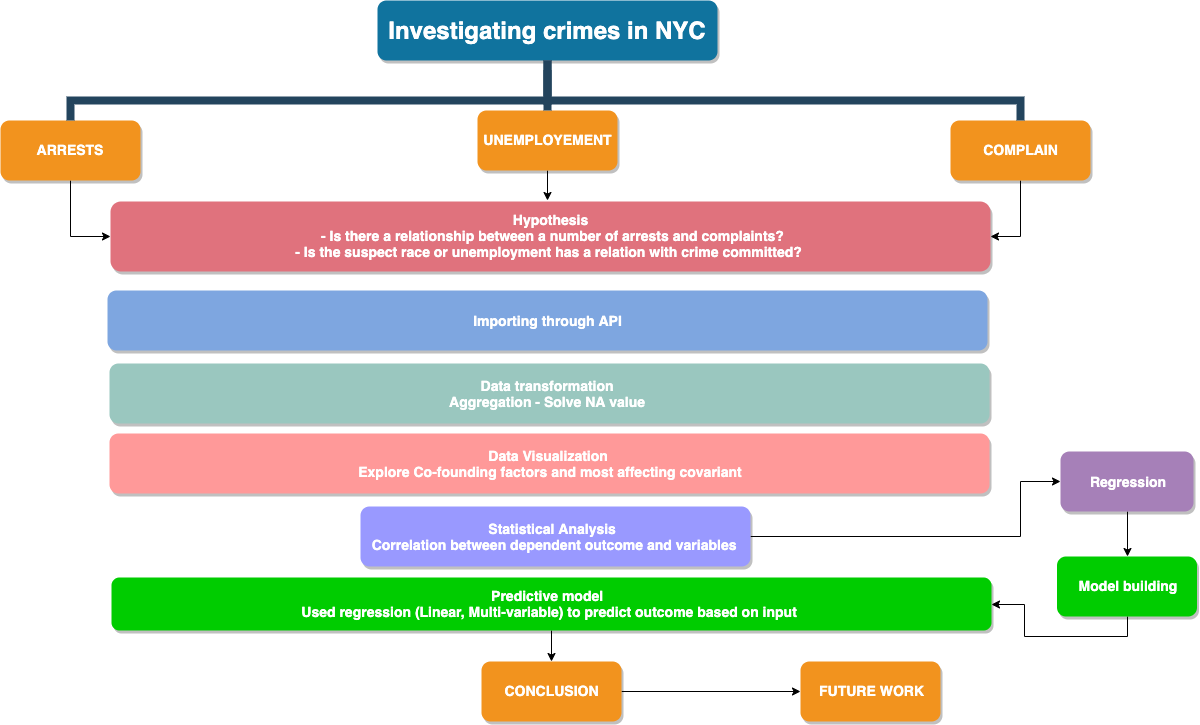 Investigating crimes in NYC
ARRESTS
UNEMPLOYEMENT
COMPLAIN
Hypothesis
- Is there a relationship between a number of arrests and complaints?
- Is the suspect race or unemployment has a relation with crime committed?
Importing through API
Data transformation
Aggregation - Solve NA value
Data Visualization
Explore Co-founding factors and most affecting covariant
Regression
Statistical Analysis
Correlation between dependent outcome and variables
Model building
Predictive model
Used regression (Linear, Multi-variable) to predict outcome based on input
CONCLUSION
FUTURE WORK